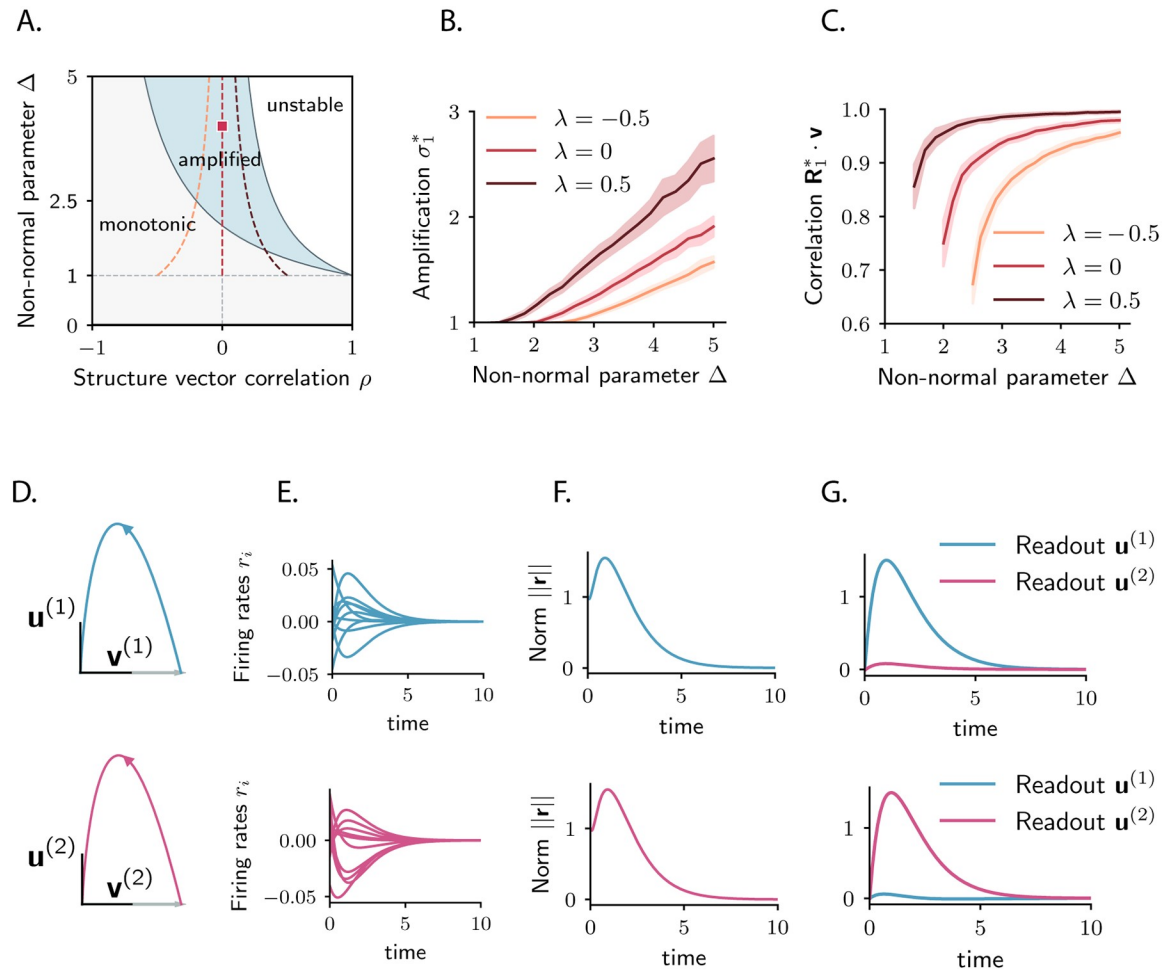 A.
Non-normal parameter Δ
5
2.5
1
0
unstable
amplified
monotonic
−1
0
1
Structure vector correlation ρ
B.
Amplification σ₁*
3
2
1
λ = −0.5
λ = 0
λ = 0.5
1
2
3
4
5
Non-normal parameter Δ
C.
Correlation R₁* · v
1.0
0.9
0.8
0.7
0.6
λ = −0.5
λ = 0
λ = 0.5
1
2
3
4
5
Non-normal parameter Δ
D.
u⁽¹⁾
v⁽¹⁾
u⁽²⁾
v⁽²⁾
E.
Firing rates rᵢ
0.05
0.00
−0.05
0
5
10
time
Firing rates rᵢ
0.00
−0.05
0
5
10
time
F.
Norm ||r||
1
0
0
5
10
time
Norm ||r||
1
0
0
5
10
time
G.
Readout u⁽¹⁾
Readout u⁽²⁾
1
0
0
5
10
time
Readout u⁽¹⁾
Readout u⁽²⁾
1
0
0
5
10
time